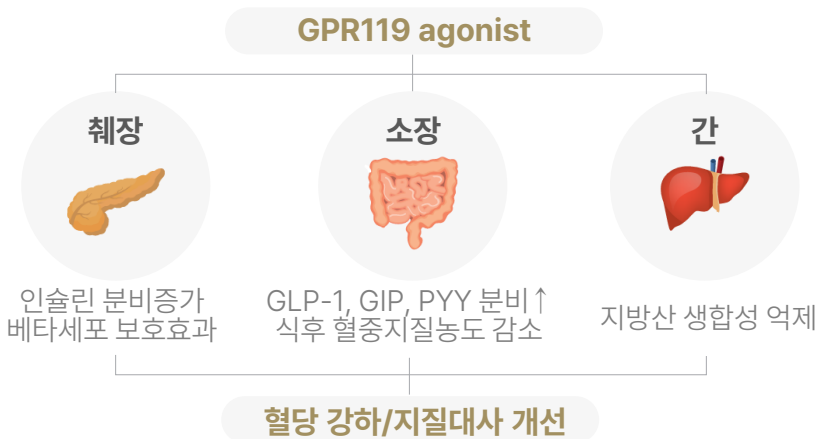 GPR119 agonist
췌장
소장
간
인슐린 분비증가
베타세포 보호효과
GLP-1, GIP, PYY 분비↑
식후 혈중지질농도 감소
지방산 생합성 억제
혈당 강하/지질대사 개선